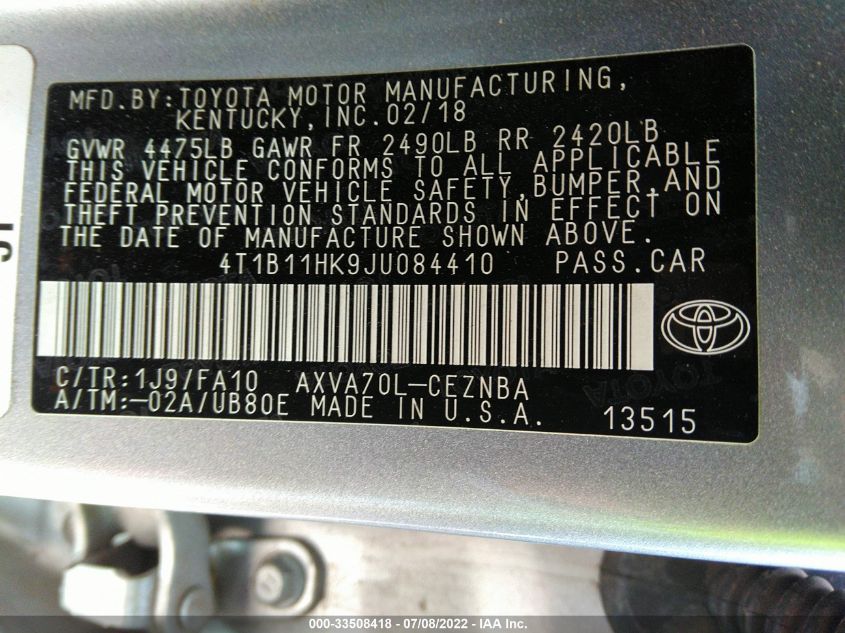 MFD.BY:TOYOTA MOTOR MANUFACTURING,
KENTUCKY,INC.02/18
GVWR 4475LB GAWR FR 2490LB RR 2420LB
THIS VEHICLE CONFORMS TO ALL APPLICABLE
FEDERAL MOTOR VEHICLE SAFETY,BUMPER,AND
THEFT PREVENTION STANDARDS IN EFFECT ON
THE DATE OF MANUFACTURE SHOWN ABOVE.
4T1B11HK9JU084410 PASS.CAR
C/TR:1J9/FA10 AXVA70L-CEZNBA
A/TM:-02A/UB80E MADE IN U.S.A. 13515
000-33508418 - 07/08/2022 - IAA Inc.